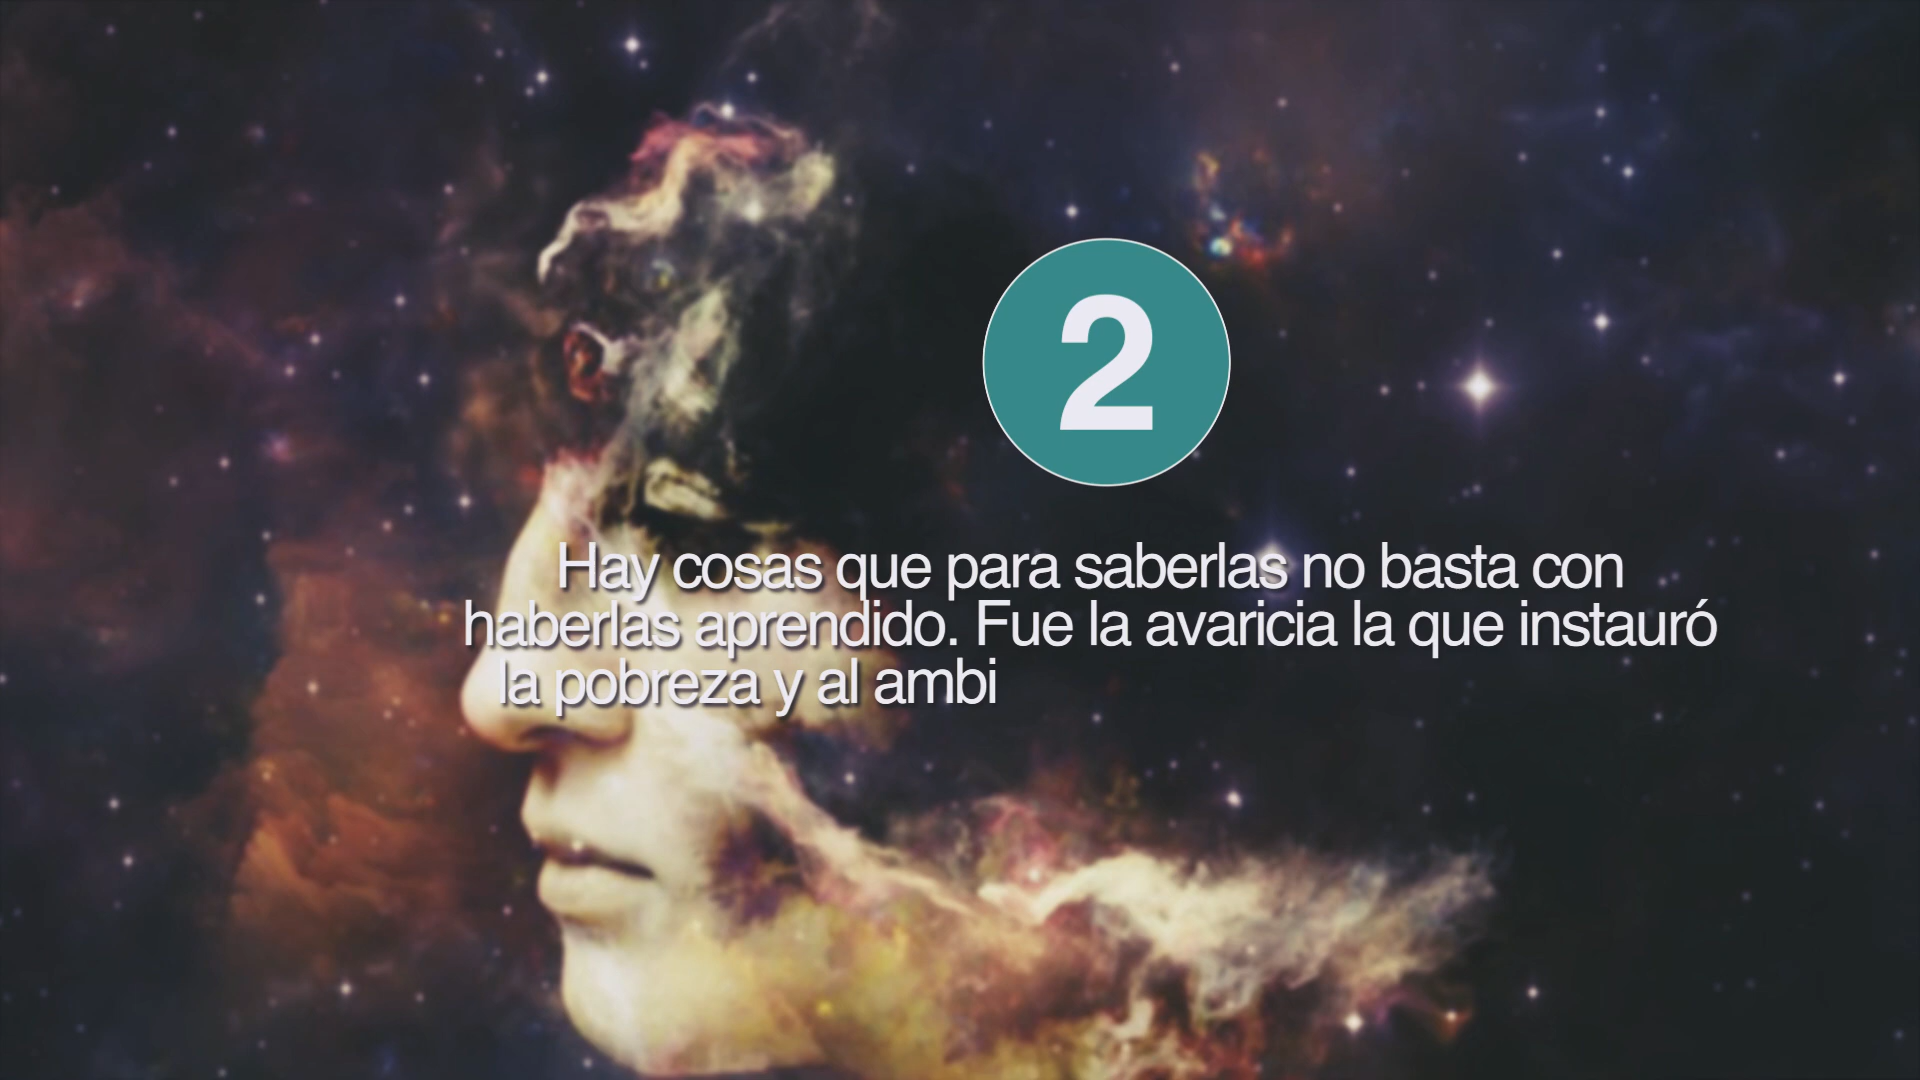 2
Hay cosas que para saberlas no basta con
haberlas aprendido. Fue la avaricia la que instauró
la pobreza y al ambi